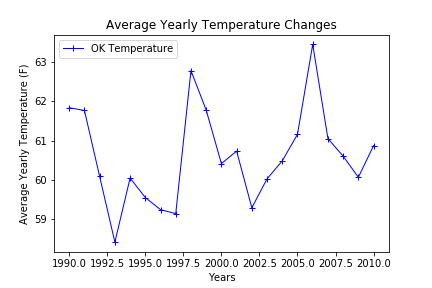 Average Yearly Temperature Changes
OK Temperature
Average Yearly Temperature (F)
63
62
61
60
59
1990.0 1992.5 1995.0 1997.5 2000.0 2002.5 2005.0 2007.5 2010.0
Years